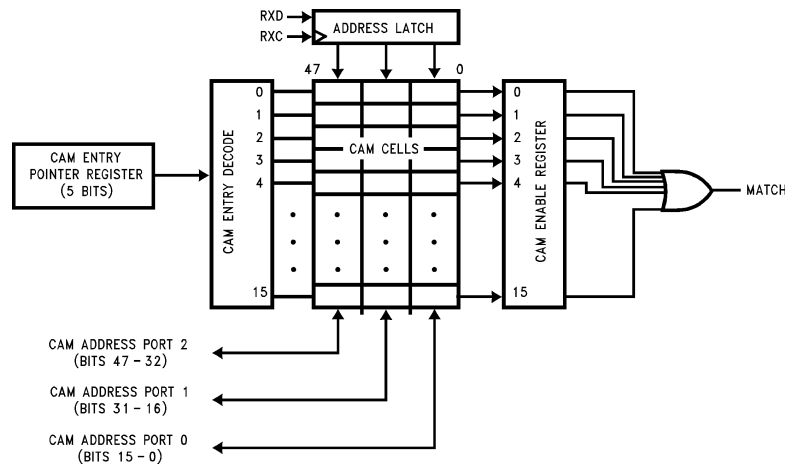 RXD
RXC
ADDRESS LATCH
47
0
CAM ENTRY
POINTER REGISTER
(5 BITS)
CAM ENTRY DECODE
0
1
2
3
4
15
CAM CELLS
CAM ENABLE REGISTER
0
1
2
3
4
15
MATCH
CAM ADDRESS PORT 2
(BITS 47 – 32)
CAM ADDRESS PORT 1
(BITS 31 – 16)
CAM ADDRESS PORT 0
(BITS 15 – 0)